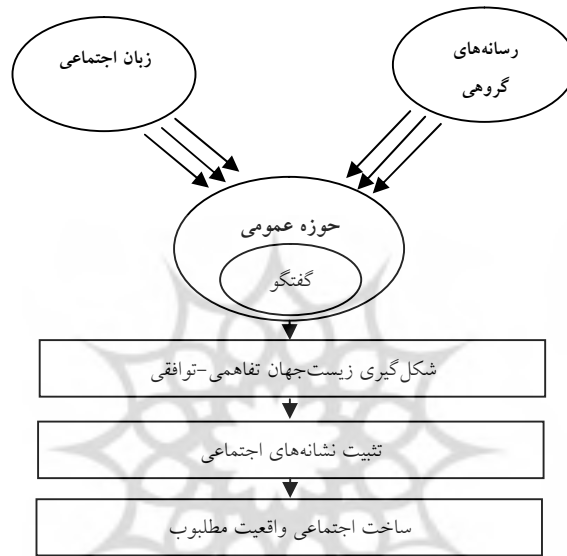 رسانه‌های
گروهی
زبان اجتماعی
حوزه عمومی
گفتگو
شکل‌گیری زیست‌جهان تفاهمی-توافقی
تثبیت نشانه‌های اجتماعی
ساخت اجتماعی واقعیت مطلبوب